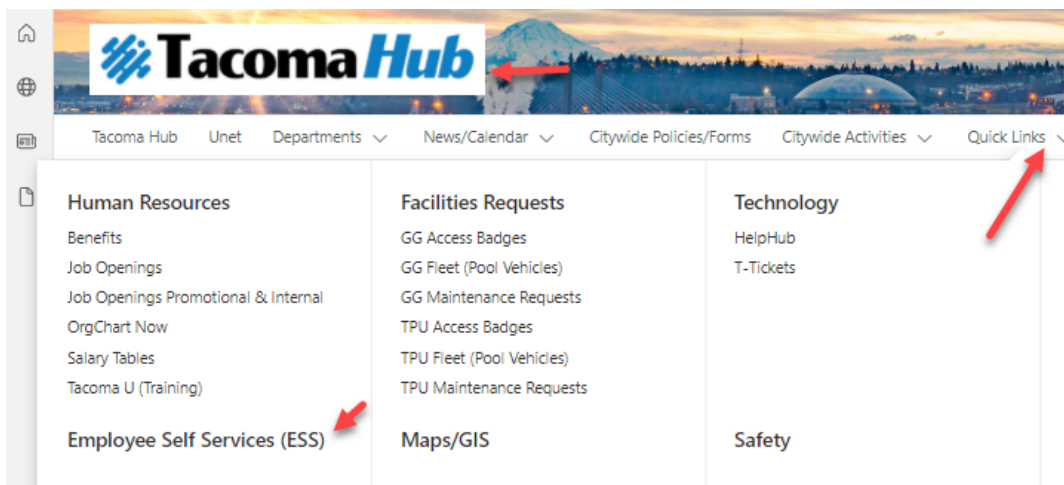 Tacoma Hub
Tacoma Hub Unet Departments News/Calendar Citywide Policies/Forms Citywide Activities Quick Links
Human Resources
Benefits
Job Openings
Job Openings Promotional & Internal
OrgChart Now
Salary Tables
Tacoma U (Training)
Employee Self Services (ESS)
Facilities Requests
GG Access Badges
GG Fleet (Pool Vehicles)
GG Maintenance Requests
TPU Access Badges
TPU Fleet (Pool Vehicles)
TPU Maintenance Requests
Maps/GIS
Technology
HelpHub
T-Tickets
Safety